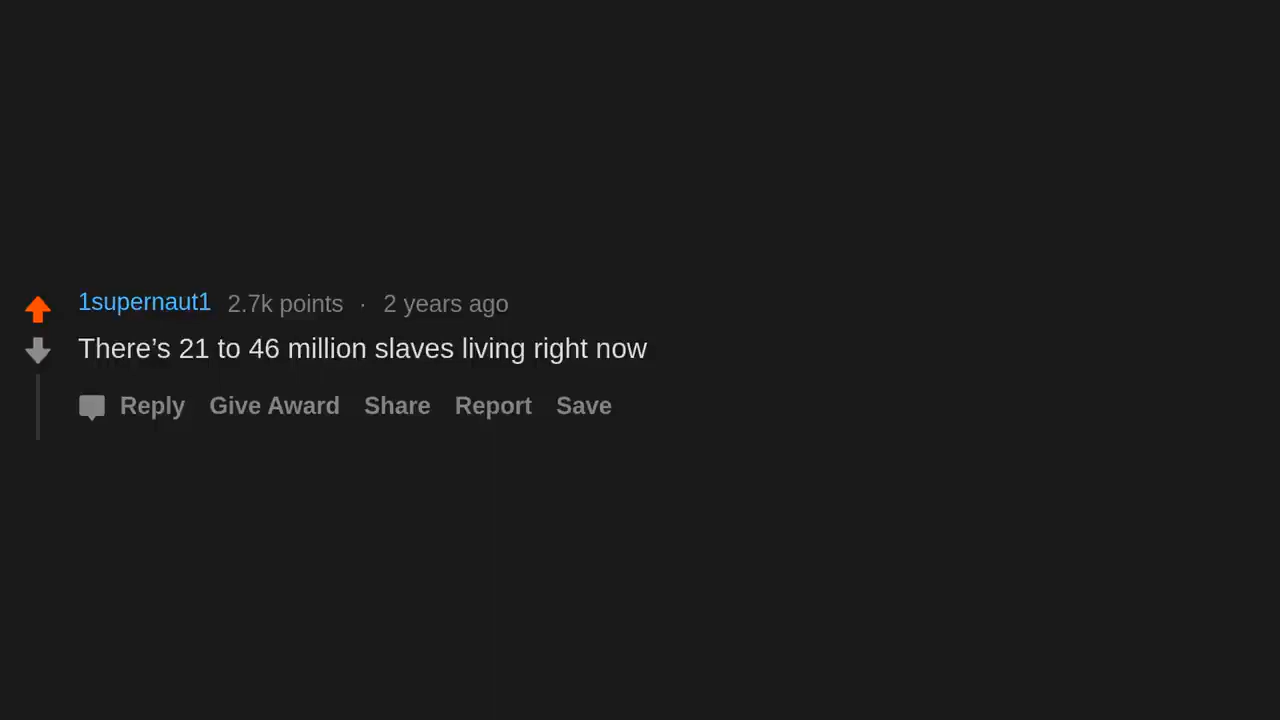 1supernaut1 2.7k points · 2 years ago
There’s 21 to 46 million slaves living right now
Reply Give Award Share Report Save